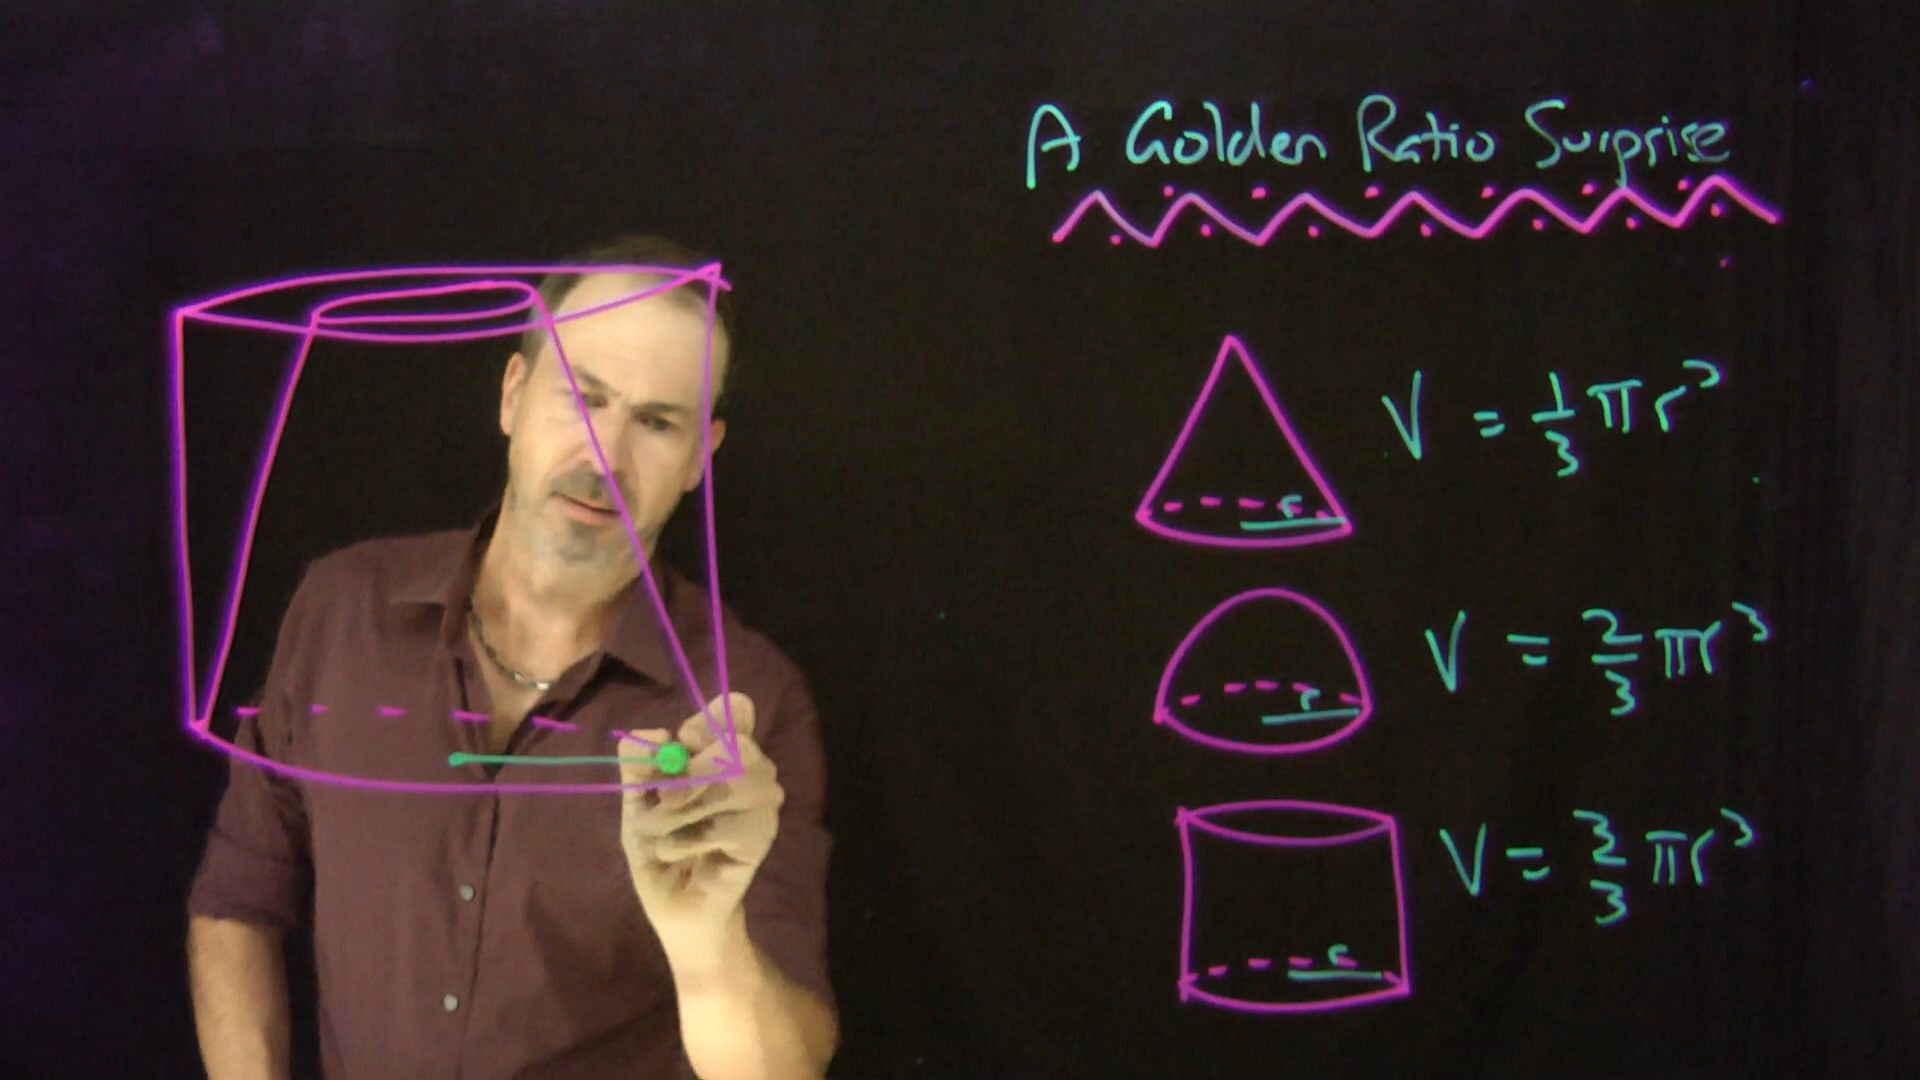 A Golden Ratio Surprise
V = 1/3 πr³
r
V = 2/3 πr³
r
V = 3/3 πr³
r